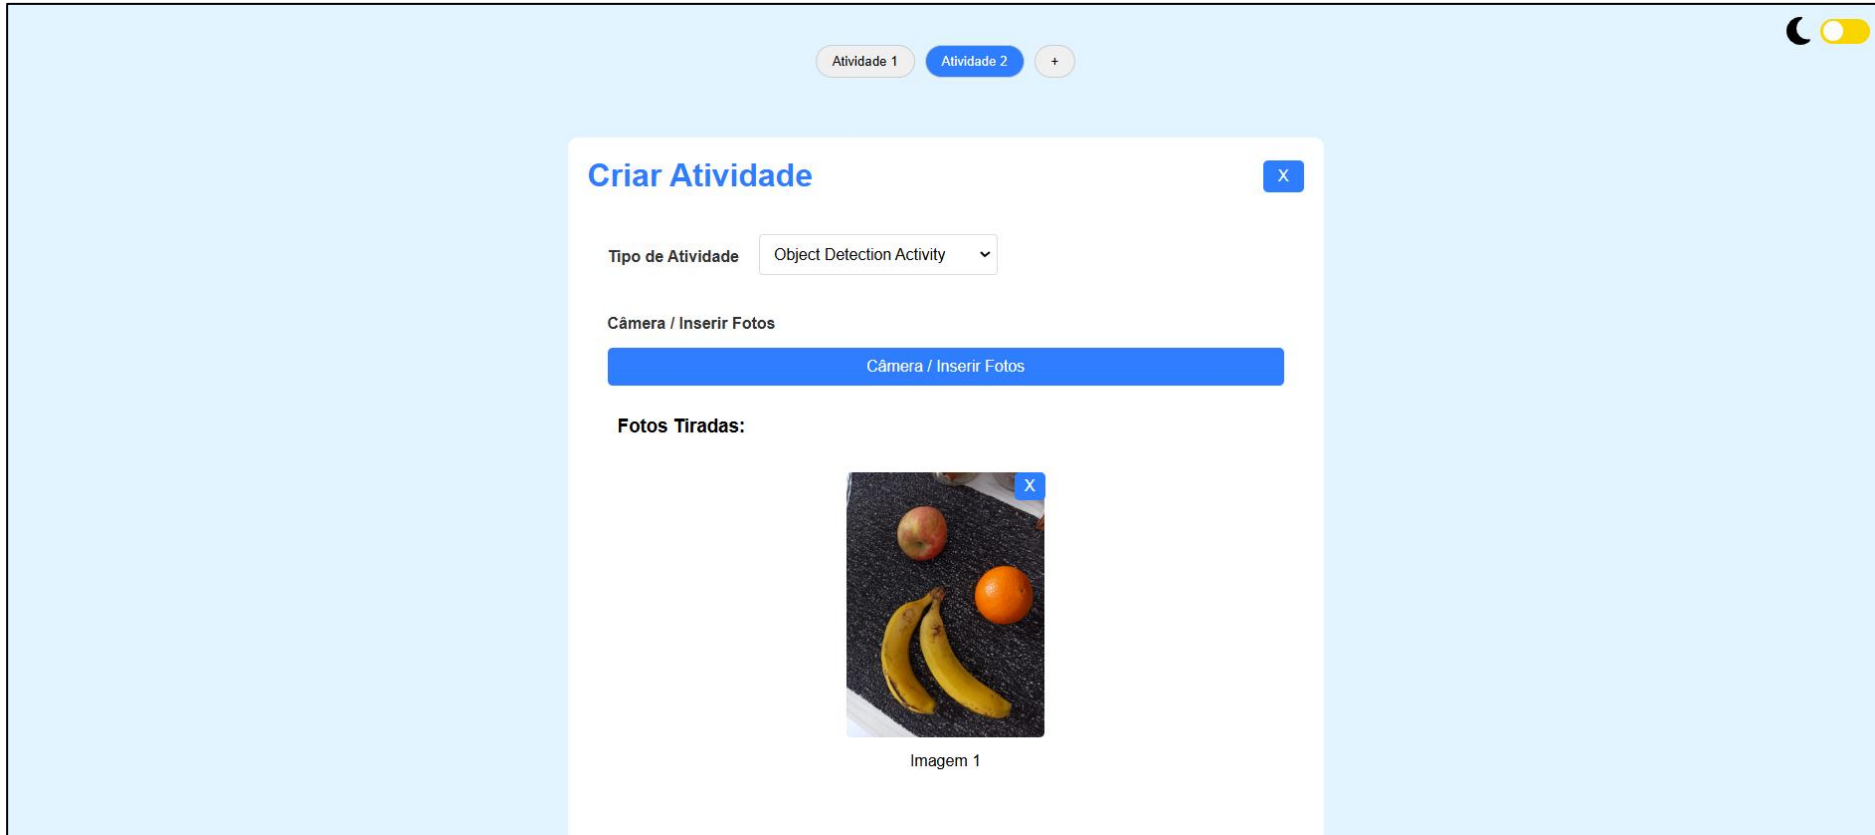 Atividade 1
Atividade 2
+
Criar Atividade
X
Tipo de Atividade
Object Detection Activity
Câmera / Inserir Fotos
Câmera / Inserir Fotos
Fotos Tiradas:
X
Imagem 1